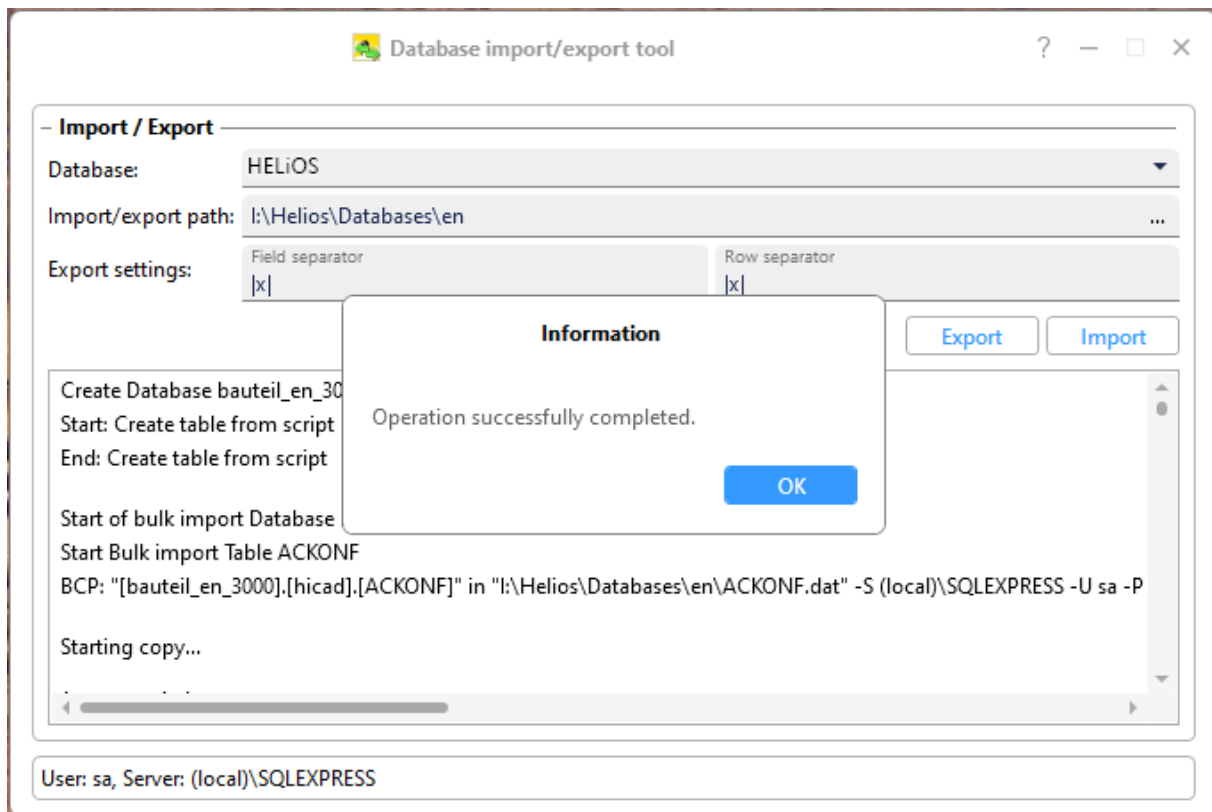 Database import/export tool
Import / Export
Database: HELiOS
Import/export path: I:\Helios\Databases\en ...
Export settings: Field separator Row separator
|x| |x|
Information
Operation successfully completed.
OK
Export Import
Create Database bauteil_en_30
Start: Create table from script
End: Create table from script
Start of bulk import Database
Start Bulk import Table ACKONF
BCP: "[bauteil_en_3000].[hicad].[ACKONF]" in "I:\Helios\Databases\en\ACKONF.dat" -S (local)\SQLEXPRESS -U sa -P
Starting copy...
User: sa, Server: (local)\SQLEXPRESS